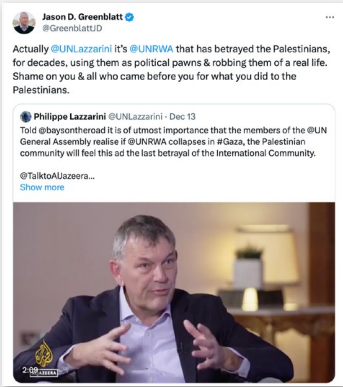 Jason D. Greenblatt
@GreenblattJD
Actually @UNLazzarini it's @UNRWA that has betrayed the Palestinians,
for decades, using them as political pawns & robbing them of a real life.
Shame on you & all who came before you for what you did to the
Palestinians.
Philippe Lazzarini @UNLazzarini · Dec 13
Told @baysontheroad it is of utmost importance that the members of the @UN
General Assembly realise if @UNRWA collapses in #Gaza, the Palestinian
community will feel this ad the last betrayal of the International Community.
@TalktoAlJazeera...
Show more
2:09
AZEERA